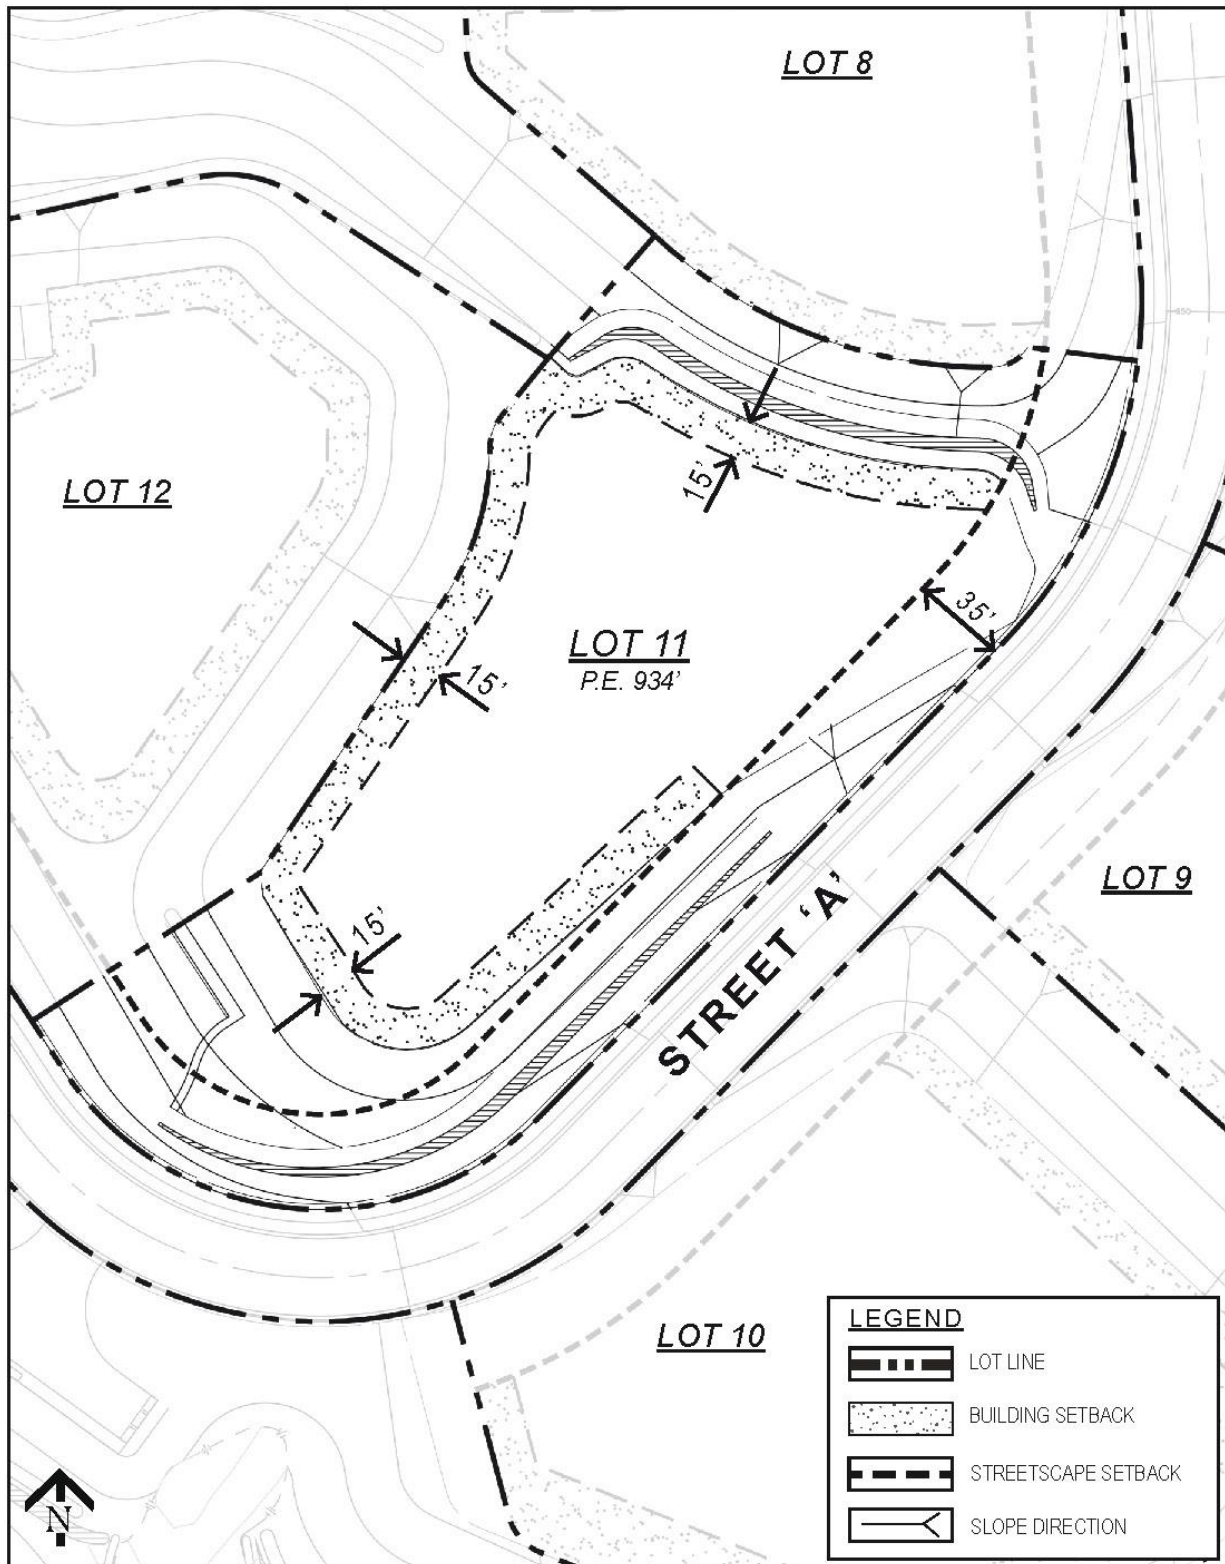 LOT 8
850
LOT 12
15'
35'
LOT 11
P.E. 934'
15'
LOT 9
15'
STREET 'A'
LOT 10
LEGEND
LOT LINE
BUILDING SETBACK
STREETSCAPE SETBACK
SLOPE DIRECTION
N